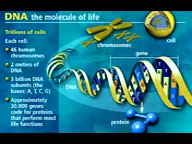 DNA the molecule of life
Trillions of cells
Each cell:
46 human
chromosomes
2 meters of
DNA
3 billion DNA
subunits (the
bases: A, T, C, G)
Approximately
30,000 genes
code for proteins
that perform most
life functions
cell
chromosomes
gene
DNA
protein